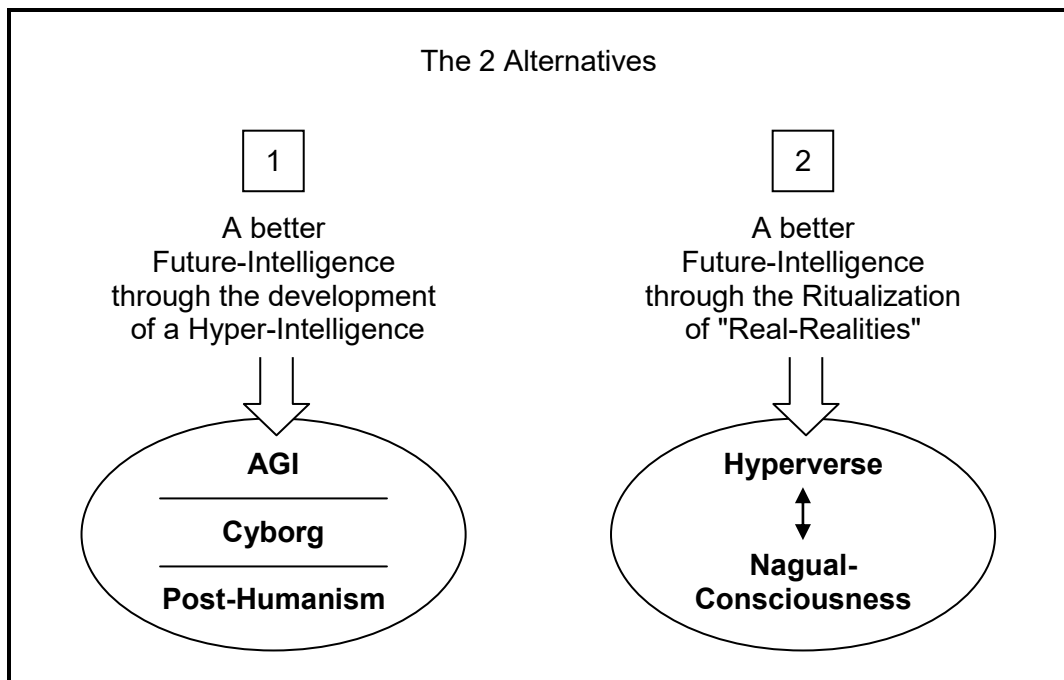 The 2 Alternatives
1
A better
Future-Intelligence
through the development
of a Hyper-Intelligence
AGI
Cyborg
Post-Humanism
2
A better
Future-Intelligence
through the Ritualization
of "Real-Realities"
Hyperverse
Nagual-
Consciousness